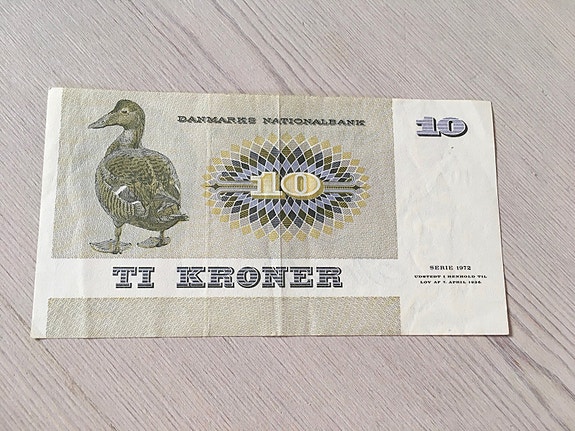 DANMARKS NATIONALBANK
10
10
TI KRONER
SERIE 1972
UDSTEDT I HENHOLD TIL
LOV AF 7. APRIL 1936